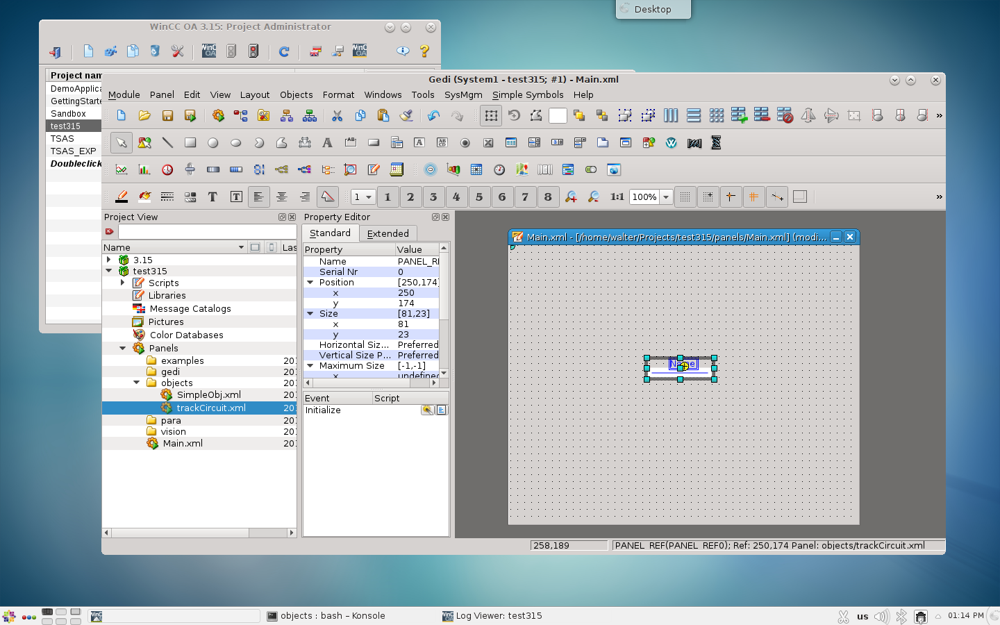 Desktop
WinCC OA 3.15: Project Administrator
Project nam
DemoApplica
GettingStarte
Sandbox
test315
TSAS
TSAS_EXP
Doubleclick
Gedi (System1 - test315; #1) - Main.xml
Module Panel Edit View Layout Objects Format Windows Tools SysMgm Simple Symbols Help
1 1 2 3 4 5 6 7 8 1:1 100%
Project View
Name Las
3.15
test315
Scripts
Libraries
Message Catalogs
Pictures
Color Databases
Panels
examples 20
gedi 20
objects 20
SimpleObj.xml 20
trackCircuit.xml 20
para 20
vision 20
Main.xml 20
Property Editor
Standard Extended
Property Value
Name PANEL_RE
Serial Nr 0
Position [250,174]
x 250
y 174
Size [81,23]
x 81
y 23
Horizontal Siz... Preferred
Vertical Size P... Preferred
Maximum Size [-1,-1]
x undefined
Event Script
Initialize
Main.xml - [/home/walter/Projects/test315/panels/Main.xml] (modi...
Name
258,189 PANEL_REF(PANEL_REF0); Ref: 250,174 Panel: objects/trackCircuit.xml
objects : bash – Konsole
Log Viewer: test315
us
01:14 PM